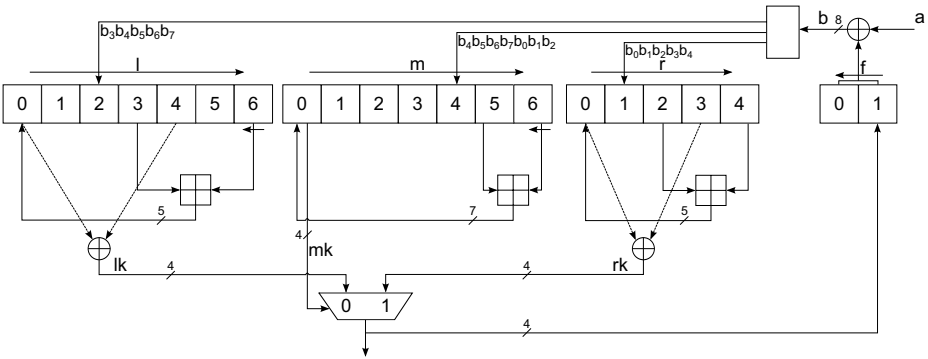 b 8 a
b₃b₄b₅b₆b₇
b₄b₅b₆b₇b₀b₁b₂
b₀b₁b₂b₃b₄
l m r f
0 1 2 3 4 5 6 0 1 2 3 4 5 6 0 1 2 3 4 0 1
5 7 5
4
mk
lk 4 4 rk
0 1
4